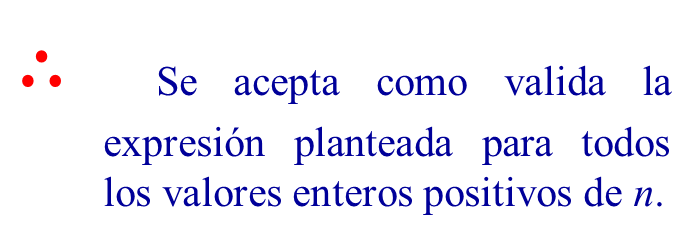 ∴ Se acepta como valida la
expresión planteada para todos
los valores enteros positivos de n.